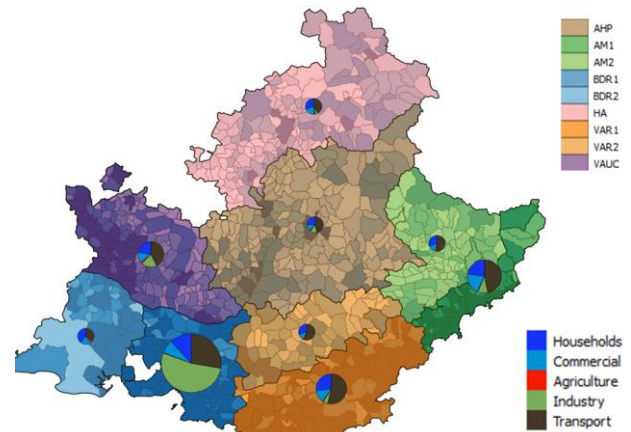 AHP
AM1
AM2
BDR1
BDR2
HA
VAR1
VAR2
VAUC
Households
Commercial
Agriculture
Industry
Transport